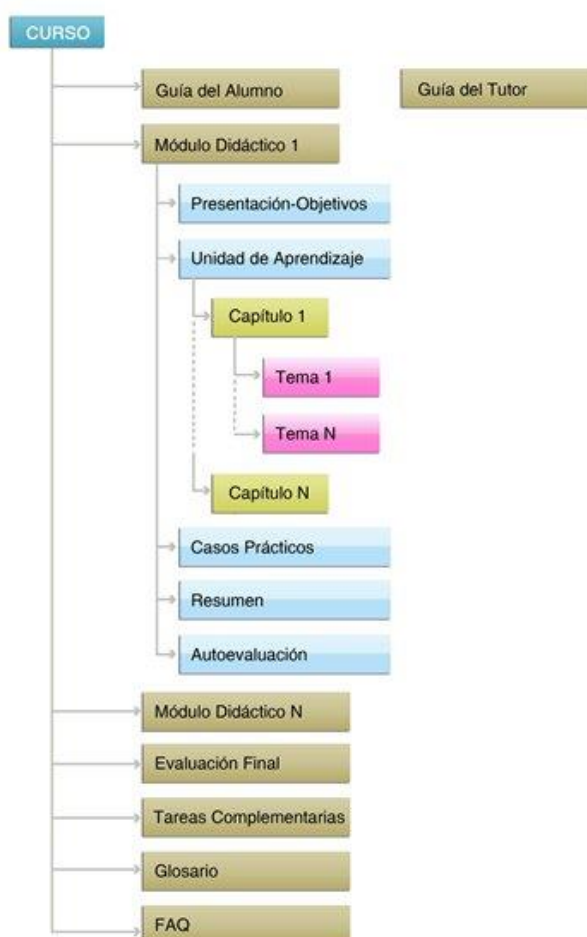 CURSO
Guía del Alumno
Guía del Tutor
Módulo Didáctico 1
Presentación-Objetivos
Unidad de Aprendizaje
Capítulo 1
Tema 1
Tema N
Capítulo N
Casos Prácticos
Resumen
Autoevaluación
Módulo Didáctico N
Evaluación Final
Tareas Complementarias
Glosario
FAQ